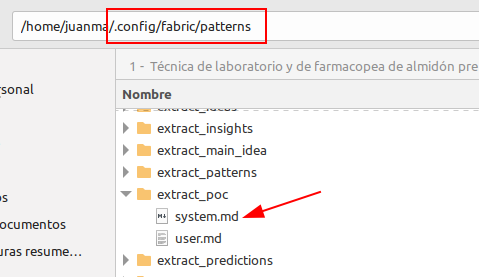 /home/juanma/.config/fabric/patterns
1 - Técnica de laboratorio y de farmacopea de almidón pre
rsonal
Nombre
extract_ideas
extract_insights
extract_main_idea
extract_patterns
extract_poc
os
system.md
ocumentos
user.md
uras resume...
extract_predictions